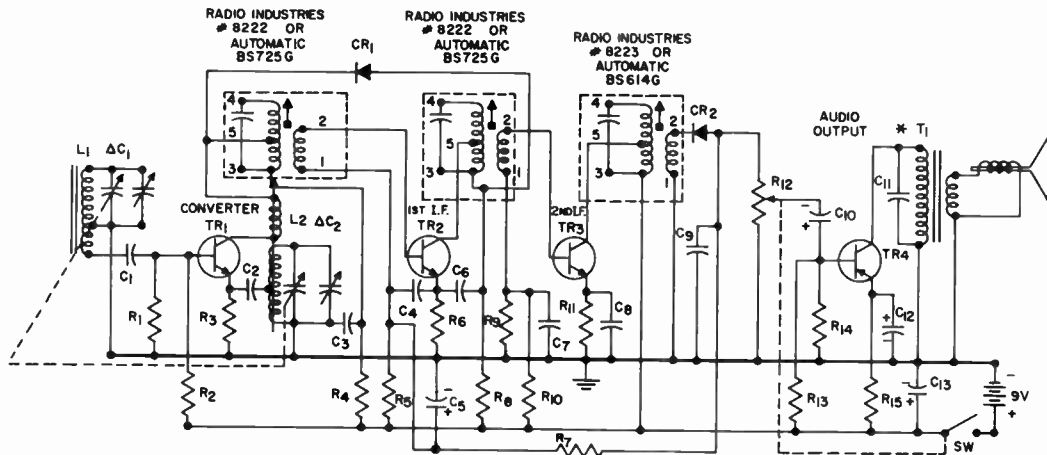 RADIO INDUSTRIES
# 8222 OR
AUTOMATIC
BS725G
RADIO INDUSTRIES
# 8222 OR
AUTOMATIC
BS725G
RADIO INDUSTRIES
# 8223 OR
AUTOMATIC
BS614G
CR1
4
5
3
2
1
4
5
3
2
1
4
5
3
2
1
CR2
AUDIO
OUTPUT
* T1
L1
ΔC1
CONVERTER
TR1
L2
ΔC2
1ST I.F.
TR2
2ND I.F.
TR3
R12
C10
-
+
C11
TR4
C1
C2
C4
C6
C9
R1
R3
C3
R6
R9
C7
R11
C8
R14
+
C12
-
R2
R4
R5
-
C5
+
R8
R10
R13
R15
-
C13
+
-
9V
+
R7
SW